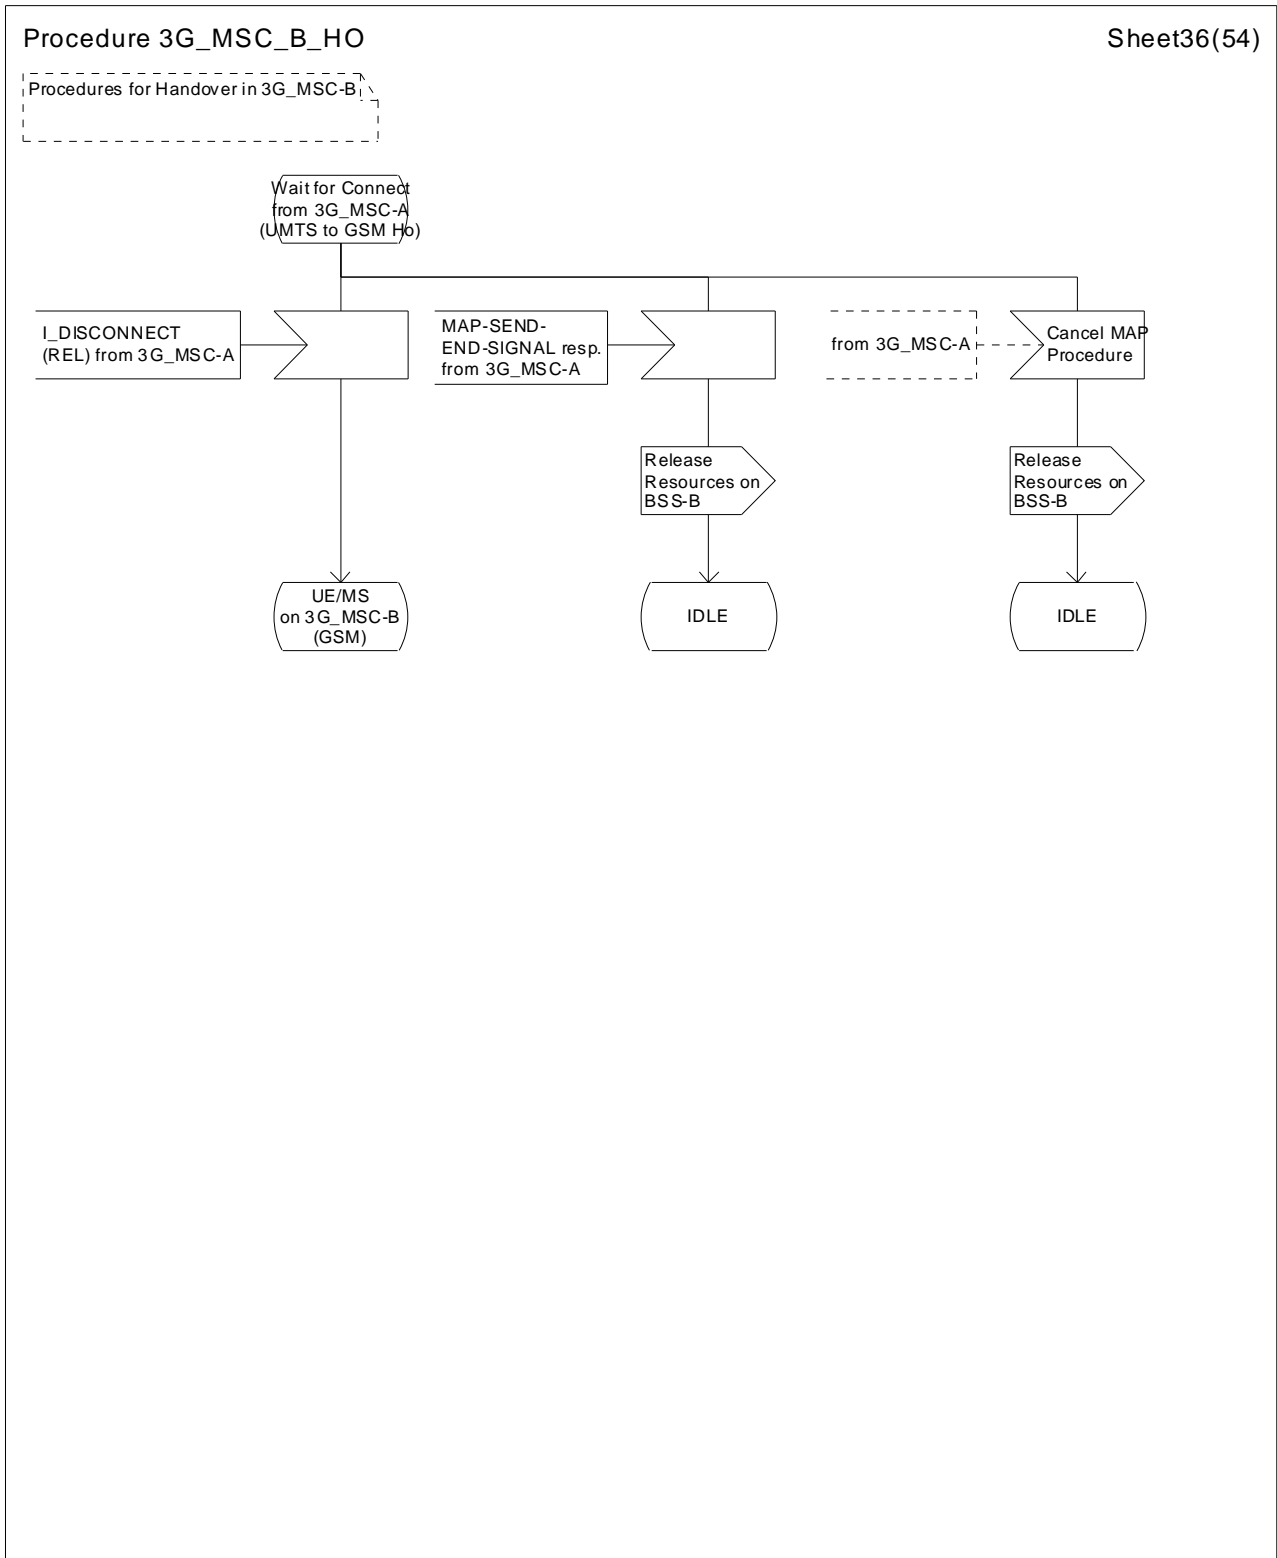 Procedure 3G_MSC_B_HO
Sheet36(54)
Procedures for Handover in 3G_MSC-B
Wait for Connect
from 3G_MSC-A
(UMTS to GSM Ho)
I_DISCONNECT
(REL) from 3G_MSC-A
MAP-SEND-
END-SIGNAL resp.
from 3G_MSC-A
from 3G_MSC-A
Cancel MAP
Procedure
Release
Resources on
BSS-B
Release
Resources on
BSS-B
UE/MS
on 3G_MSC-B
(GSM)
IDLE
IDLE